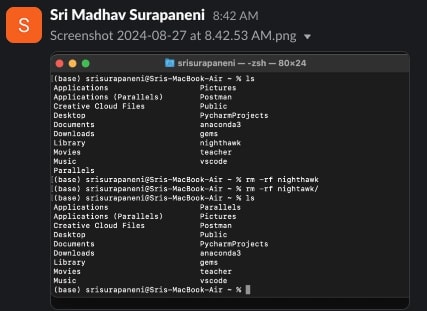 S
Sri Madhav Surapaneni 8:42 AM
Screenshot 2024-08-27 at 8.42.53 AM.png
srisurapaneni — -zsh — 80×24
(base) srisurapaneni@Sris-MacBook-Air ~ % ls
Applications Pictures
Applications (Parallels) Postman
Creative Cloud Files Public
Desktop PycharmProjects
Documents anaconda3
Downloads gems
Library nighthawk
Movies teacher
Music vscode
Parallels
(base) srisurapaneni@Sris-MacBook-Air ~ % rm -rf nighthawk
(base) srisurapaneni@Sris-MacBook-Air ~ % rm -rf nightawk/
(base) srisurapaneni@Sris-MacBook-Air ~ % ls
Applications Parallels
Applications (Parallels) Pictures
Creative Cloud Files Postman
Desktop Public
Documents PycharmProjects
Downloads anaconda3
Library gems
Movies teacher
Music vscode
(base) srisurapaneni@Sris-MacBook-Air ~ %